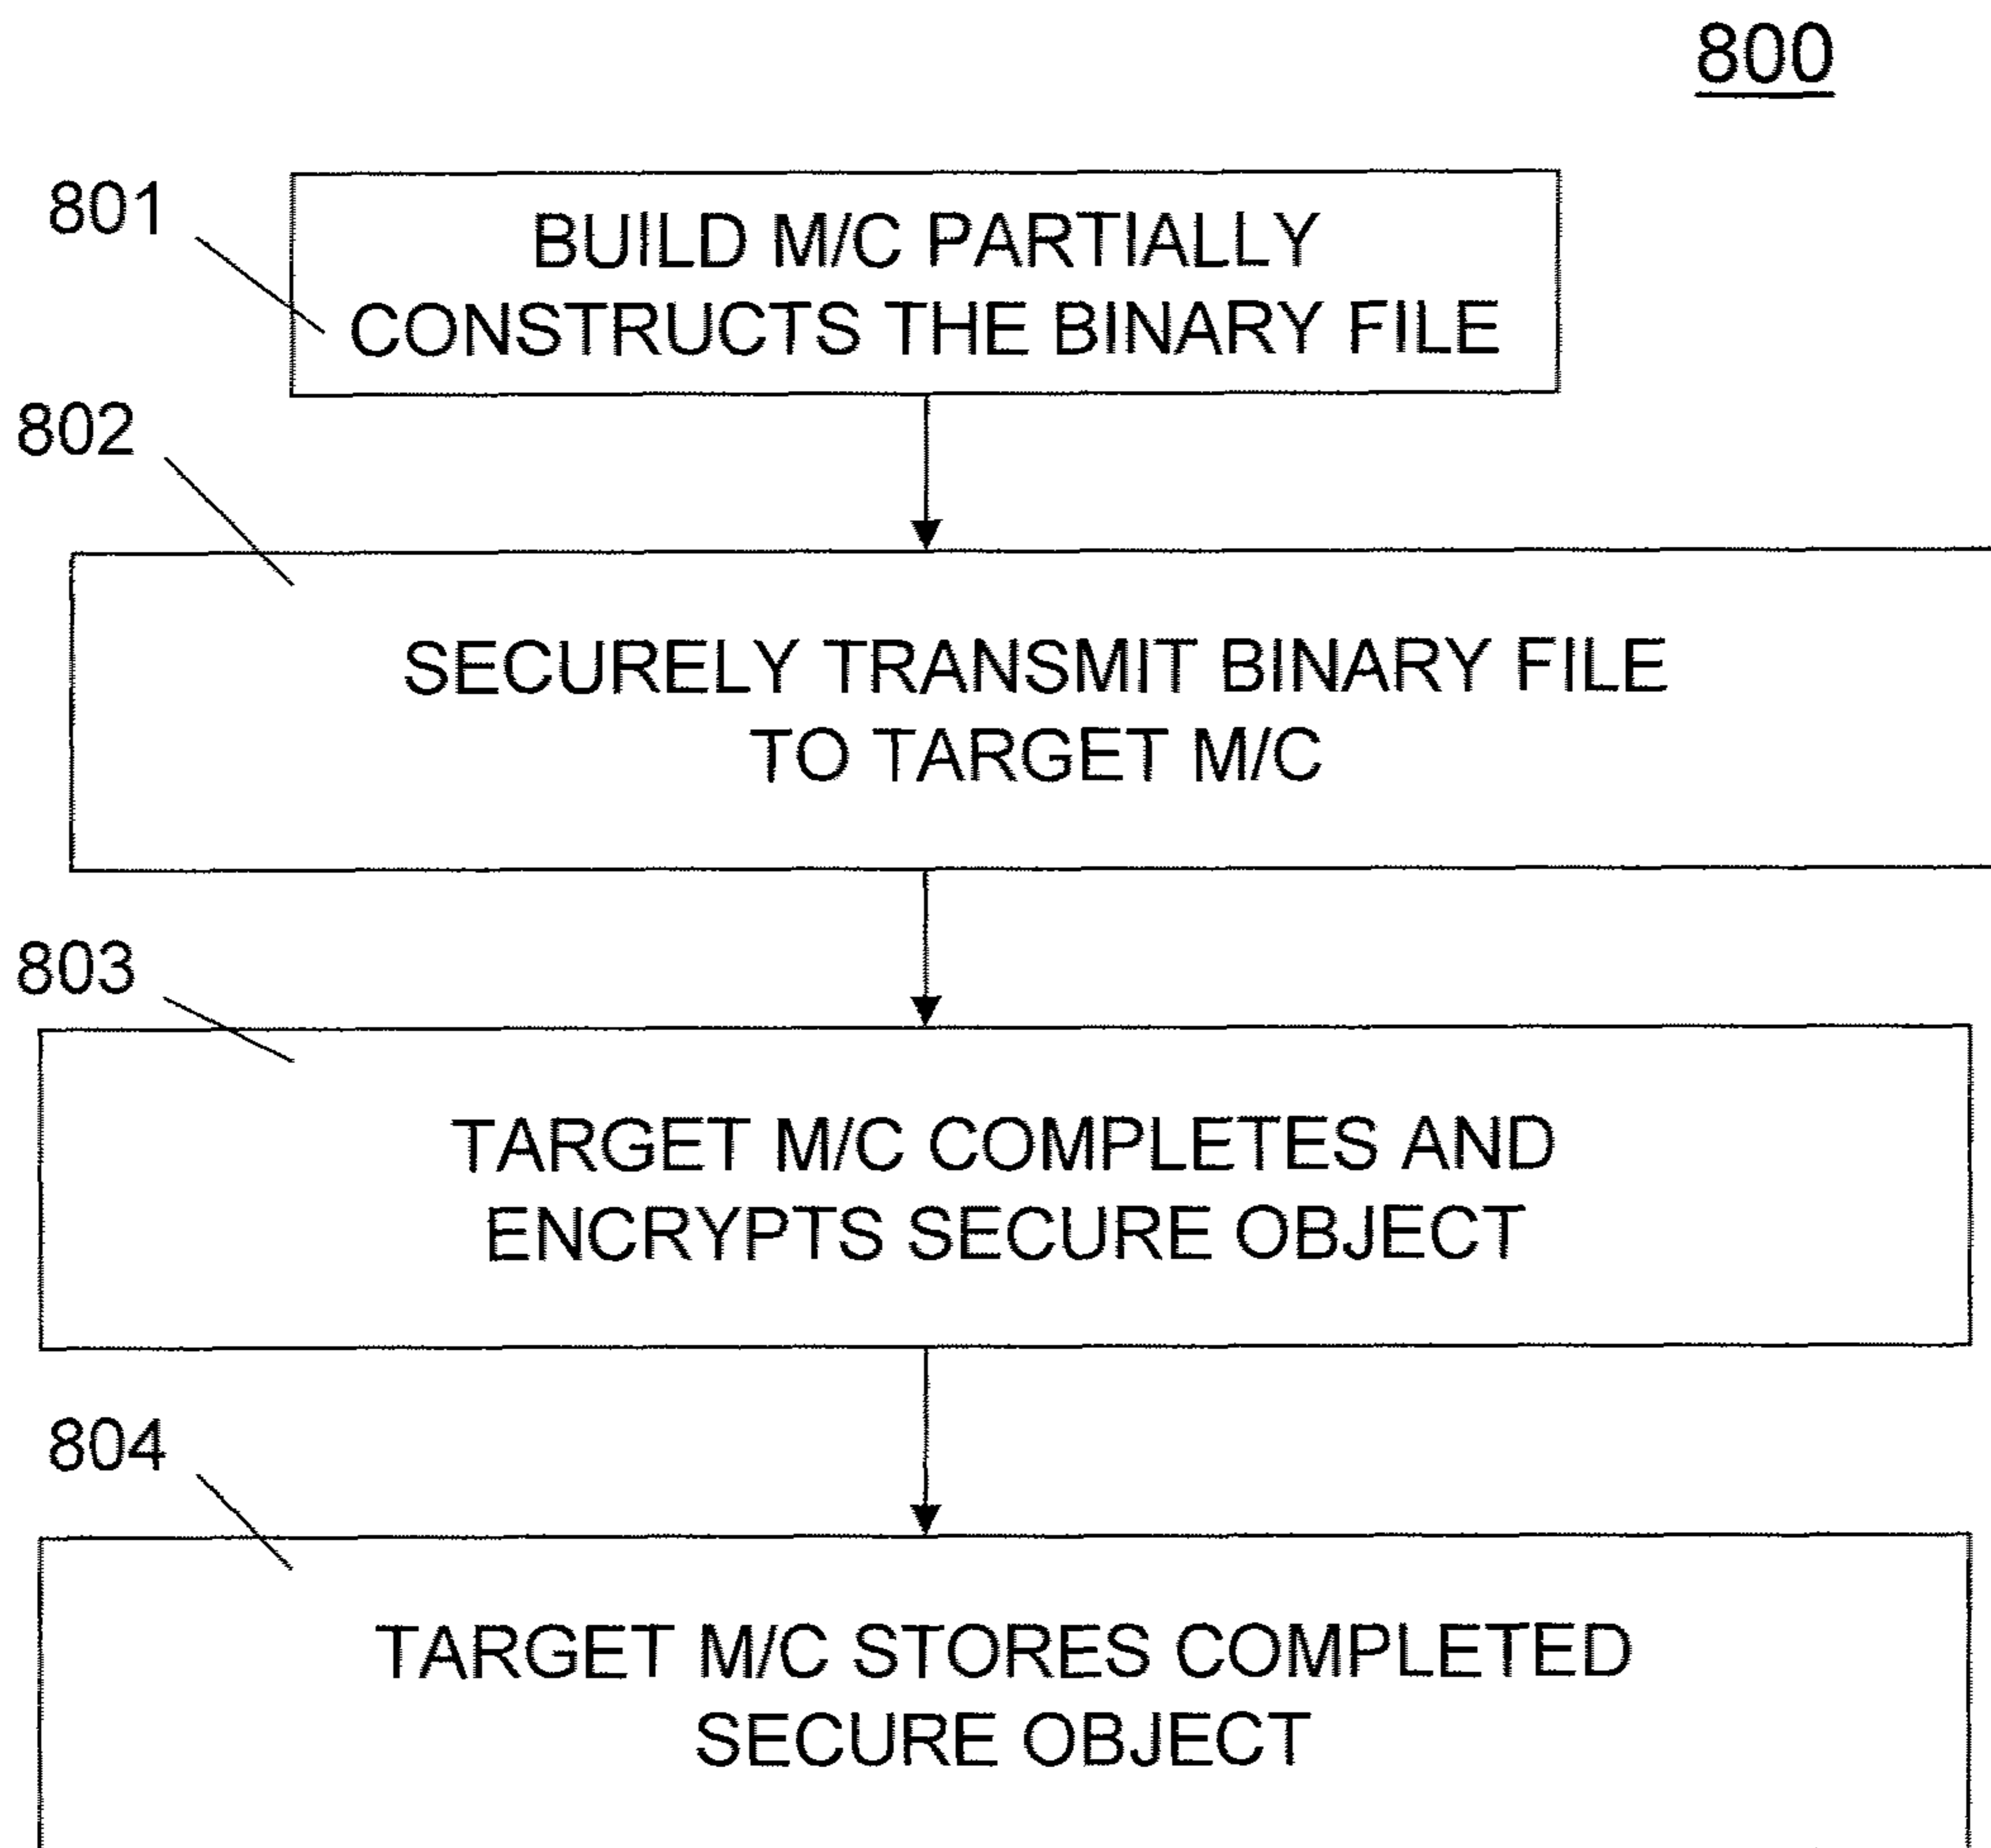 800
801
BUILD M/C PARTIALLY
CONSTRUCTS THE BINARY FILE
802
SECURELY TRANSMIT BINARY FILE
TO TARGET M/C
803
TARGET M/C COMPLETES AND
ENCRYPTS SECURE OBJECT
804
TARGET M/C STORES COMPLETED
SECURE OBJECT